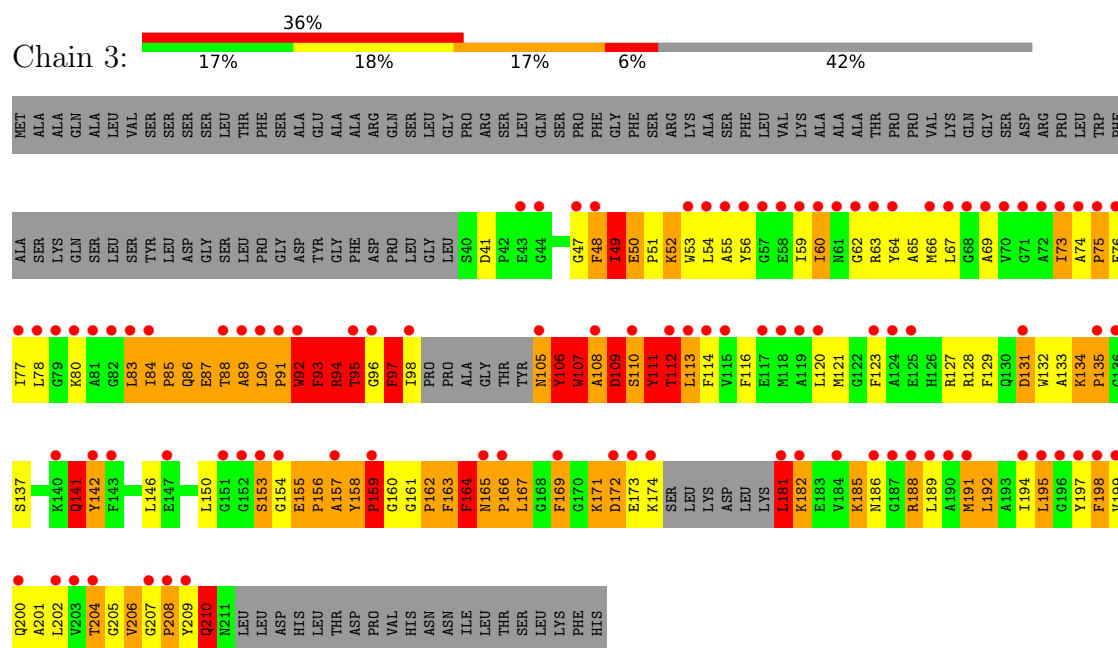 36%
Chain 3:
17% 18% 17% 6% 42%
MET ALA ALA GLN ALA LEU VAL SER SER SER SER LEU THR PHE SER ALA GLU ALA ALA ARG GLN SER LEU GLY PRO ARG SER LEU GLN SER PRO PHE GLY PHE SER ARG LYS ALA SER PHE LEU VAL LYS ALA ALA ALA THR PRO PRO VAL LYS GLN GLY SER ASP ARG PRO LEU TRP PHE
ALA SER LYS GLN SER LEU SER TYR LEU ASP GLY SER LEU PRO GLY ASP TYR GLY PHE ASP PRO LEU GLY LEU S40 D41 P42 E43 G44 G47 F48 I49 E50 P51 K52 W53 L54 A55 Y56 G57 E58 I59 I60 N61 G62 R63 Y64 A65 M66 L67 G68 A69 V70 G71 A72 I73 A74 P75 E76
I77 L78 G79 K80 A81 G82 L83 I84 P85 Q86 E87 T88 A89 L90 P91 W92 F93 R94 T95 G96 F97 I98 PRO PRO ALA GLY THR TYR N105 Y106 W107 A108 D109 S110 Y111 T112 L113 F114 V115 F116 E117 M118 A119 L120 M121 G122 F123 A124 E125 H126 R127 R128 F129 Q130 D131 W132 A133 K134 P135 G136
S137 K140 Q141 Y142 F143 L146 E147 L150 G151 G152 S153 G154 E155 P156 A157 Y158 P159 G160 G161 P162 F163 F164 N165 P166 L167 G168 F169 G170 K171 D172 E173 K174 SER LEU LYS ASP LEU LYS L181 K182 E183 V184 K185 N186 G187 R188 L189 A190 M191 L192 A193 I194 L195 G196 Y197 F198 V199
Q200 A201 L202 V203 T204 G205 V206 G207 P208 Y209 Q210 N211 LEU LEU ASP HIS LEU THR ASP PRO VAL HIS ASN ASN ILE LEU THR SER LEU LYS PHE HIS